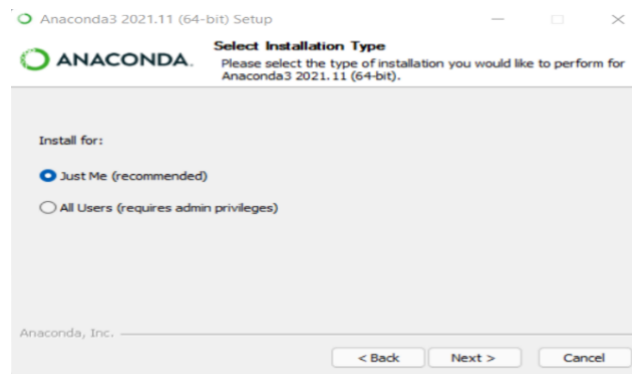 Anaconda3 2021.11 (64-bit) Setup
ANACONDA.
Select Installation Type
Please select the type of installation you would like to perform for
Anaconda3 2021.11 (64-bit).
Install for:
Just Me (recommended)
All Users (requires admin privileges)
Anaconda, Inc.
< Back Next > Cancel